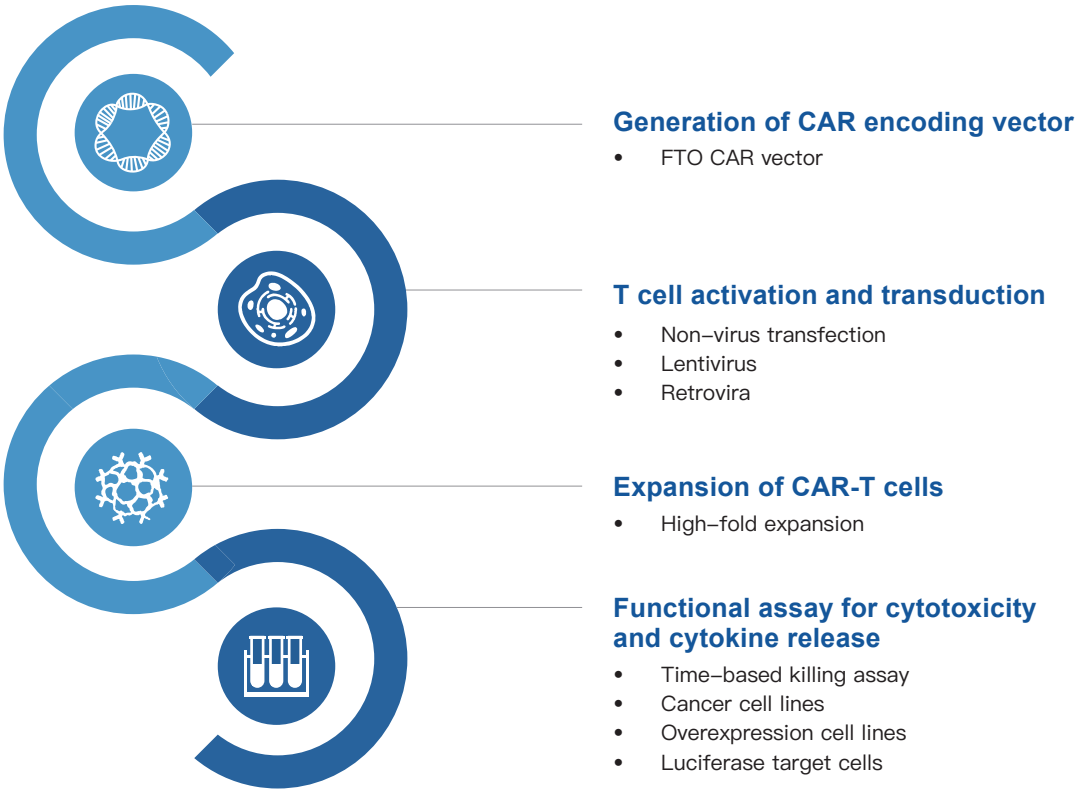 Generation of CAR encoding vector
• FTO CAR vector
T cell activation and transduction
• Non-virus transfection
• Lentivirus
• Retrovira
Expansion of CAR-T cells
• High-fold expansion
Functional assay for cytotoxicity
and cytokine release
• Time-based killing assay
• Cancer cell lines
• Overexpression cell lines
• Luciferase target cells